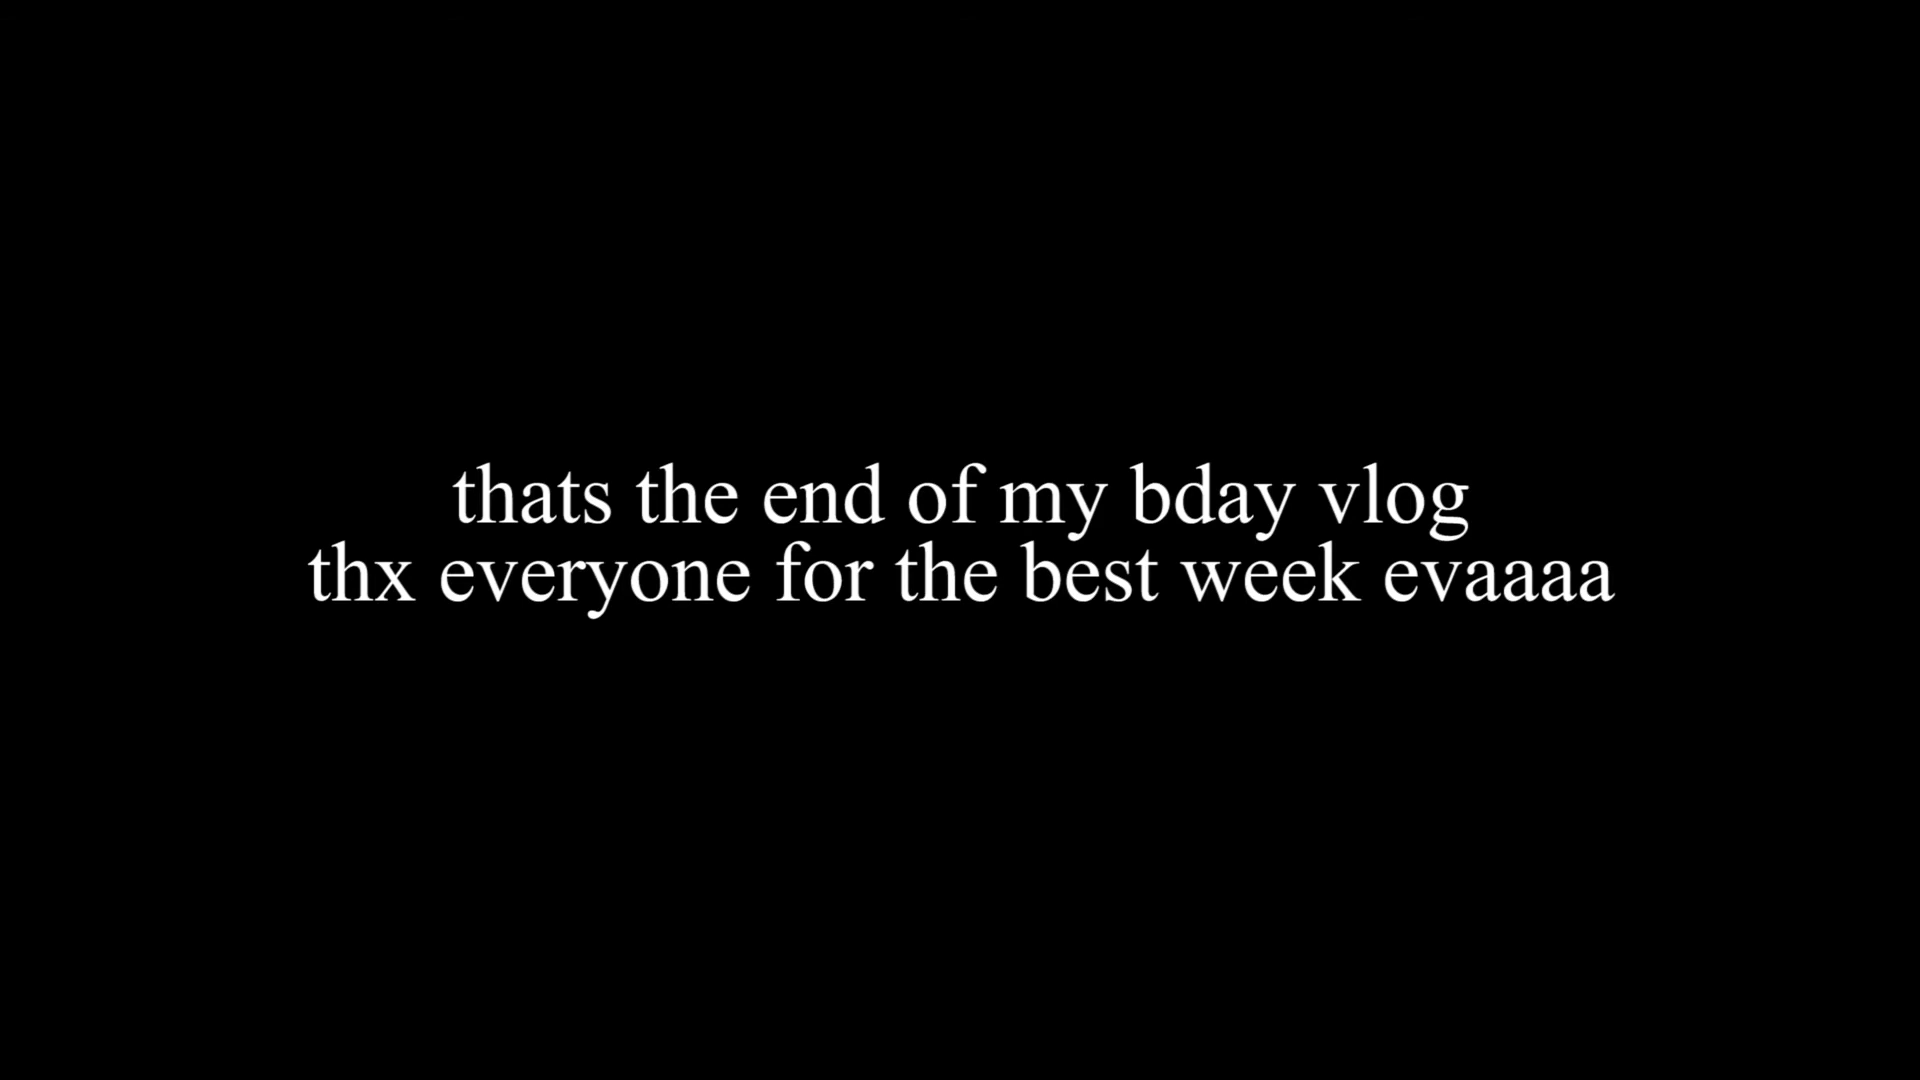 thats the end of my bday vlog
thx everyone for the best week evaaaa